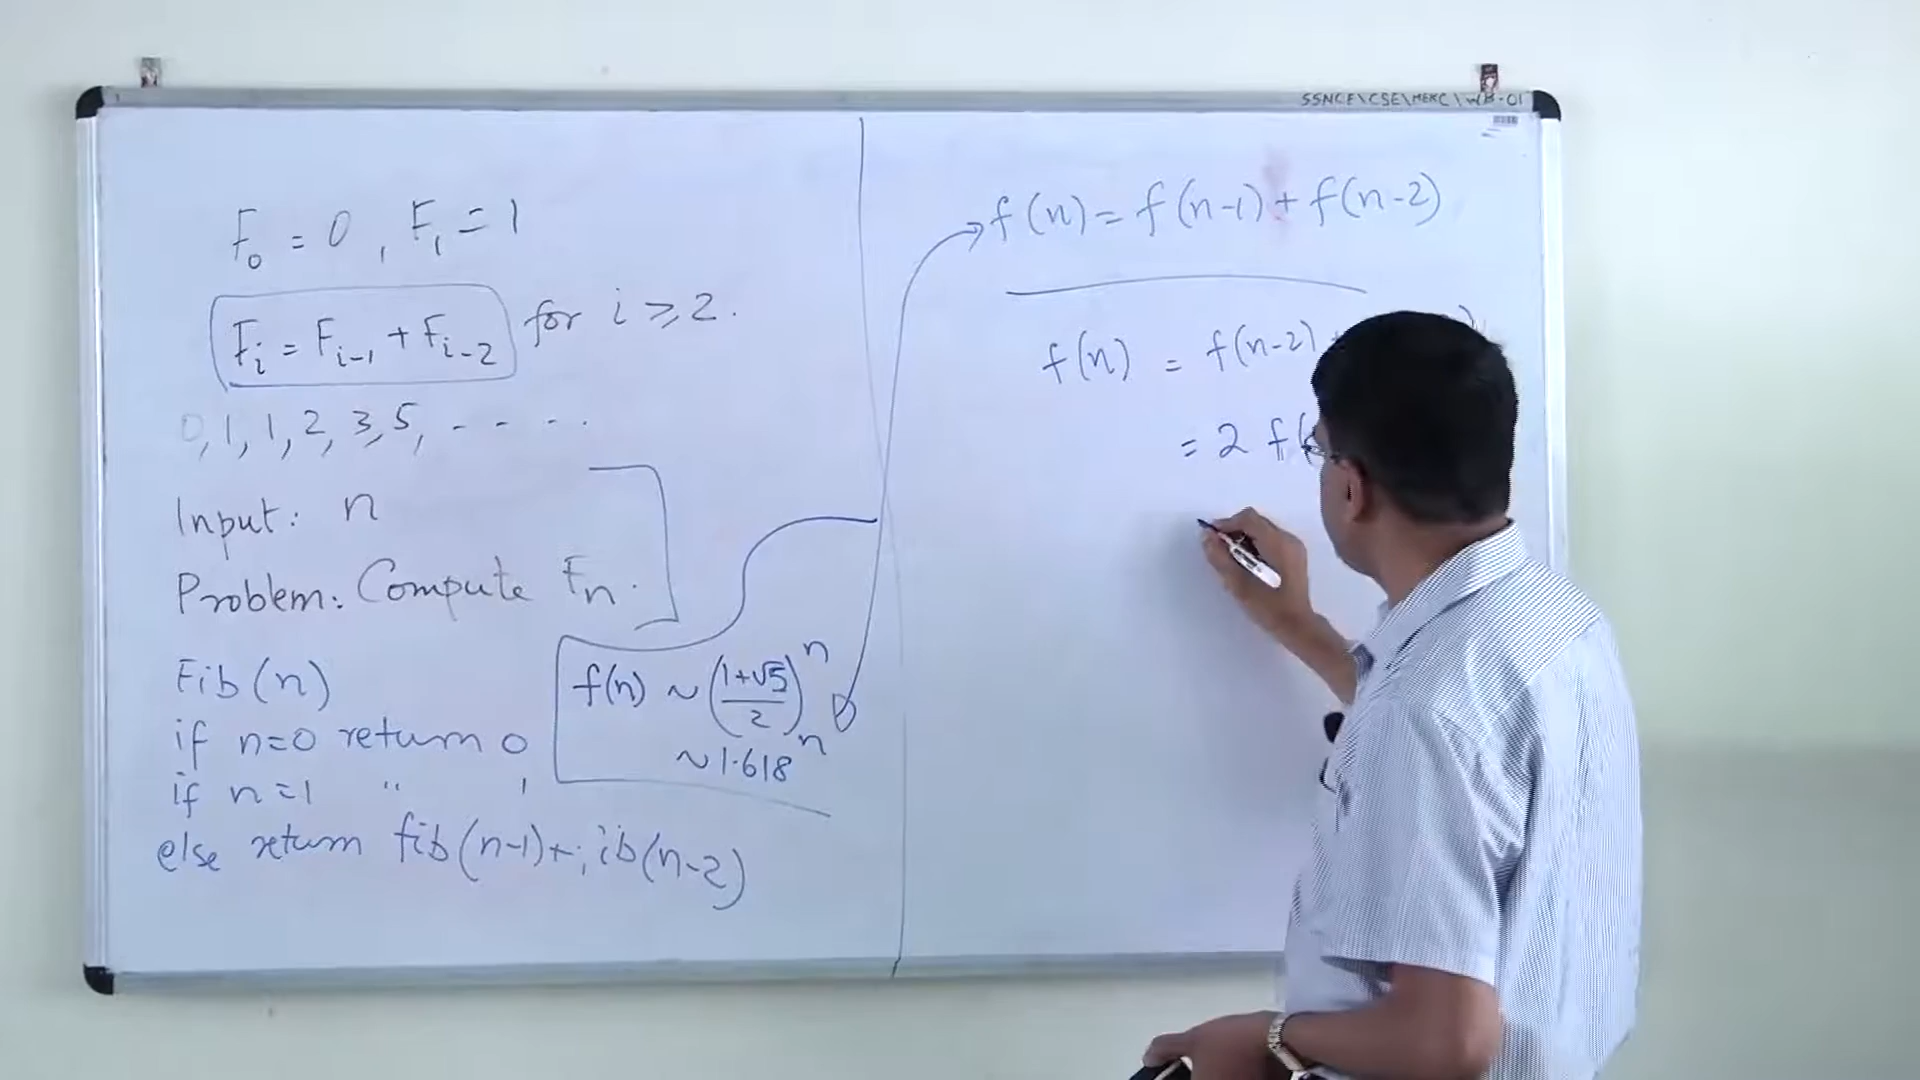 SSNCE\CSE\MERC\WB-01
F₀ = 0, F₁ = 1
Fᵢ = Fᵢ₋₁ + Fᵢ₋₂ for i ≥ 2.
0, 1, 1, 2, 3, 5, - - - .
Input: n
Problem: Compute Fₙ.
Fib(n)
if n=0 return 0
if n=1 " 1
else return fib(n-1)+ib(n-2)
f(n) ~ ((1+√5)/2)ⁿ
~1.618ⁿ
f(n) = f(n-1) + f(n-2)
f(n) = f(n-2) +
= 2 f(